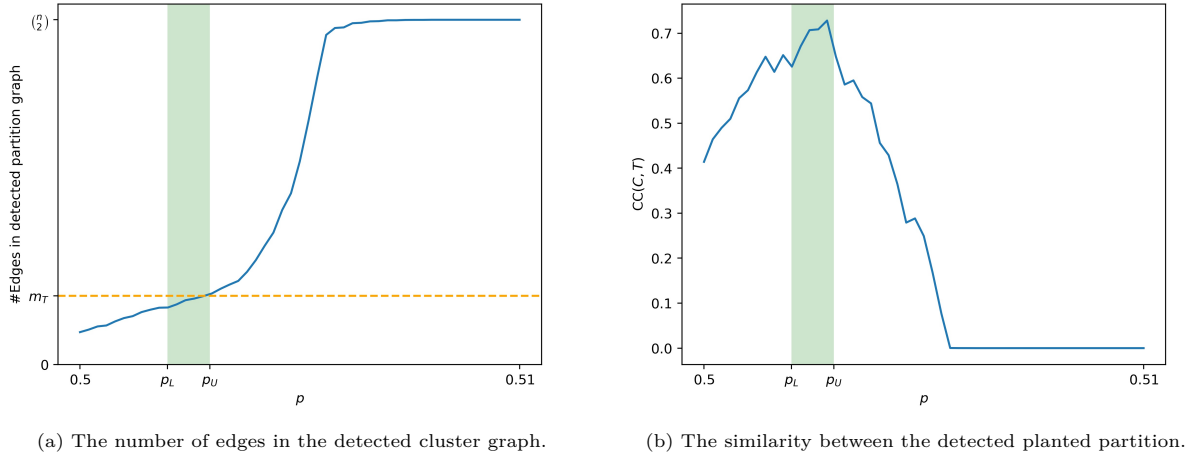 #Edges in detected partition graph
(n 2)
m_T
0
0.5
p_L
p_U
0.51
p
(a) The number of edges in the detected cluster graph.
CC(C, T)
0.7
0.6
0.5
0.4
0.3
0.2
0.1
0.0
0.5
p_L
p_U
0.51
p
(b) The similarity between the detected planted partition.